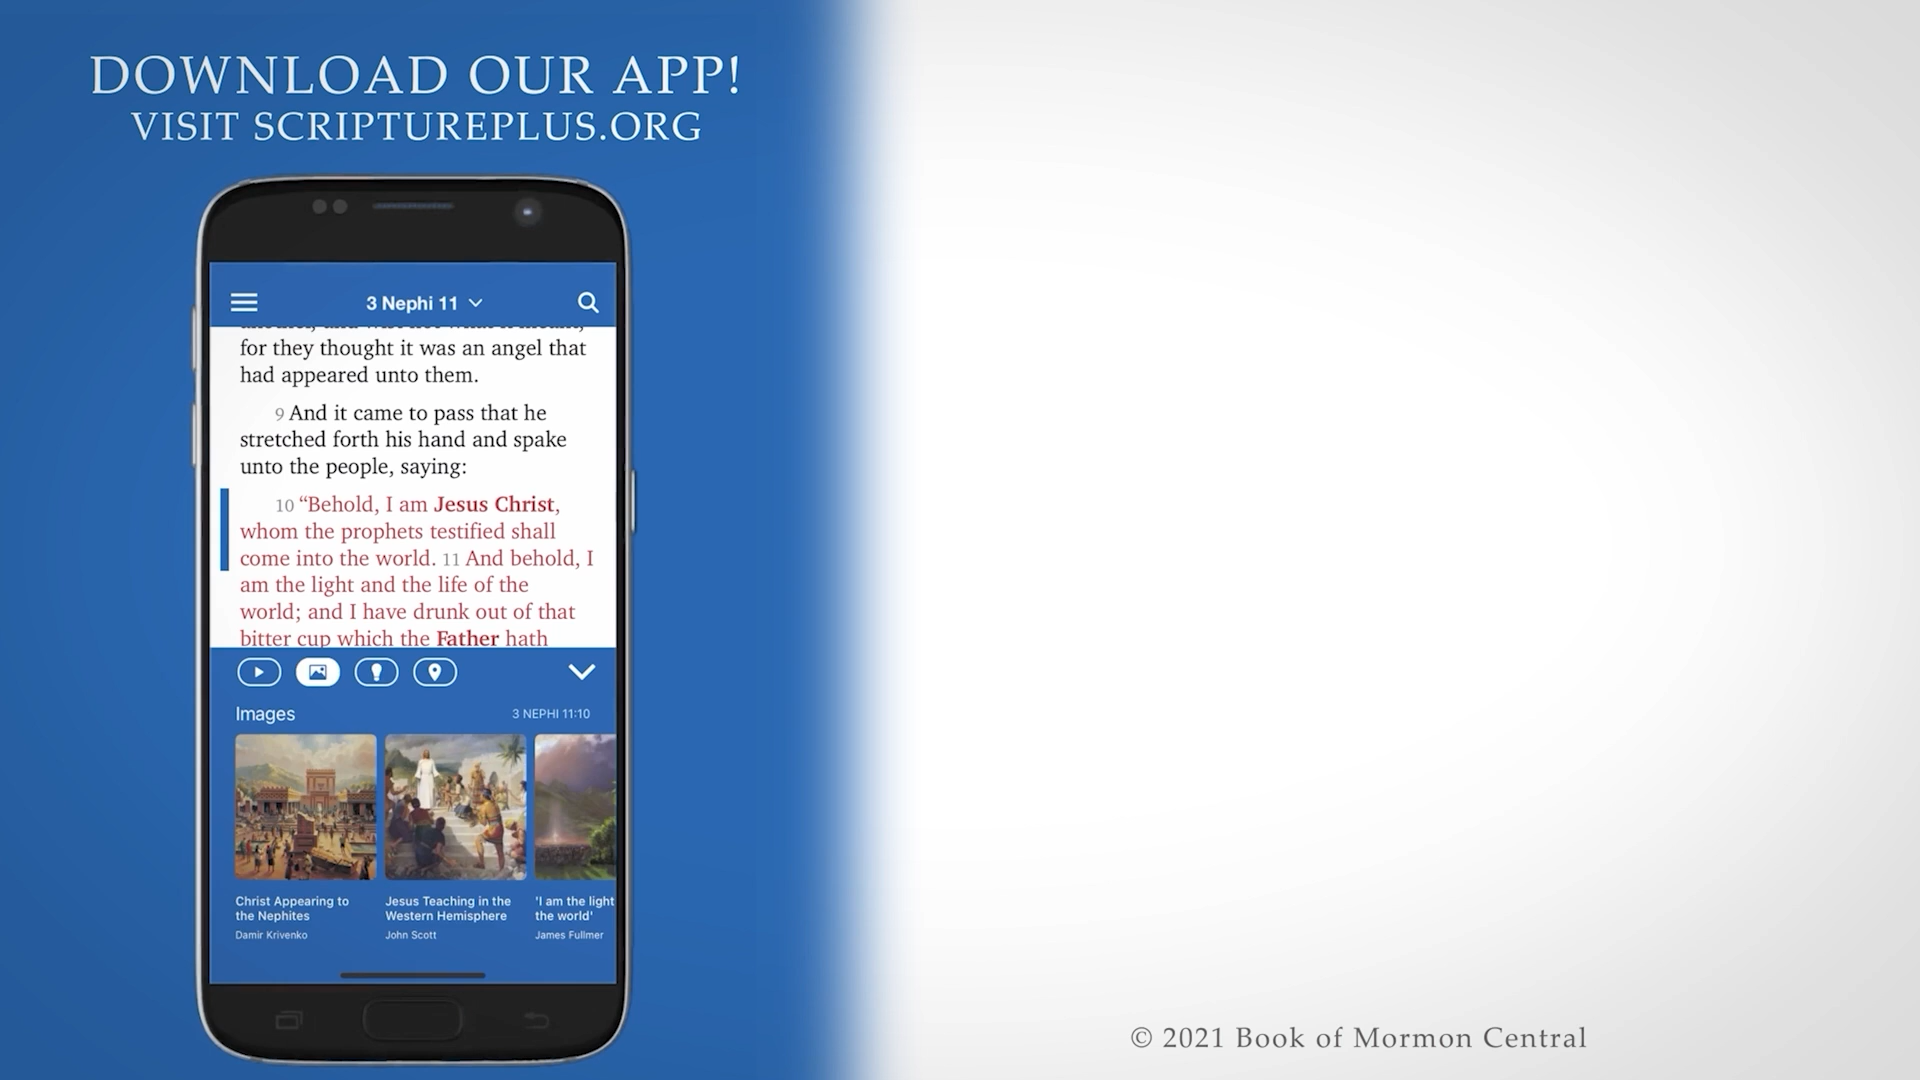 DOWNLOAD OUR APP!
VISIT SCRIPTUREPLUS.ORG
3 Nephi 11
for they thought it was an angel that
had appeared unto them.
9 And it came to pass that he
stretched forth his hand and spake
unto the people, saying:
10 “Behold, I am Jesus Christ,
whom the prophets testified shall
come into the world. 11 And behold, I
am the light and the life of the
world; and I have drunk out of that
bitter cup which the Father hath
Images
3 NEPHI 11:10
Christ Appearing to
the Nephites
Damir Krivenko
Jesus Teaching in the
Western Hemisphere
John Scott
'I am the light
the world'
James Fullmer
© 2021 Book of Mormon Central